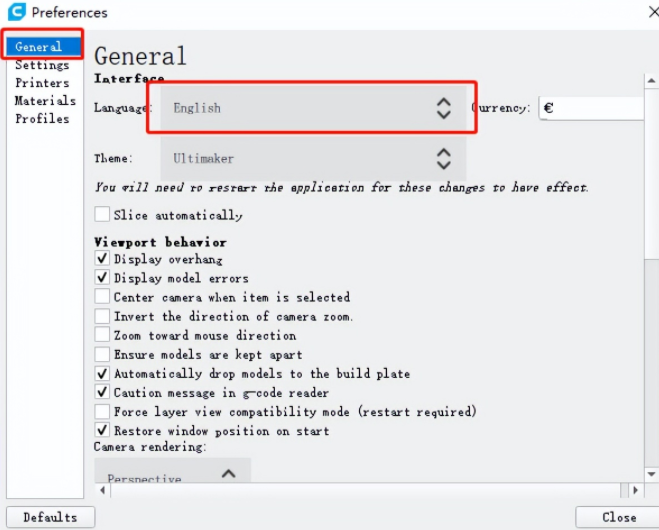 Preferences
General
Settings
Printers
Materials
Profiles
General
Interface
Language: English
urrency: €
Theme: Ultimaker
You will need to restart the application for these changes to have effect.
Slice automatically
Viewport behavior
Display overhang
Display model errors
Center camera when item is selected
Invert the direction of camera zoom.
Zoom toward mouse direction
Ensure models are kept apart
Automatically drop models to the build plate
Caution message in g-code reader
Force layer view compatibility mode (restart required)
Restore window position on start
Camera rendering:
Perspective
Defaults
Close